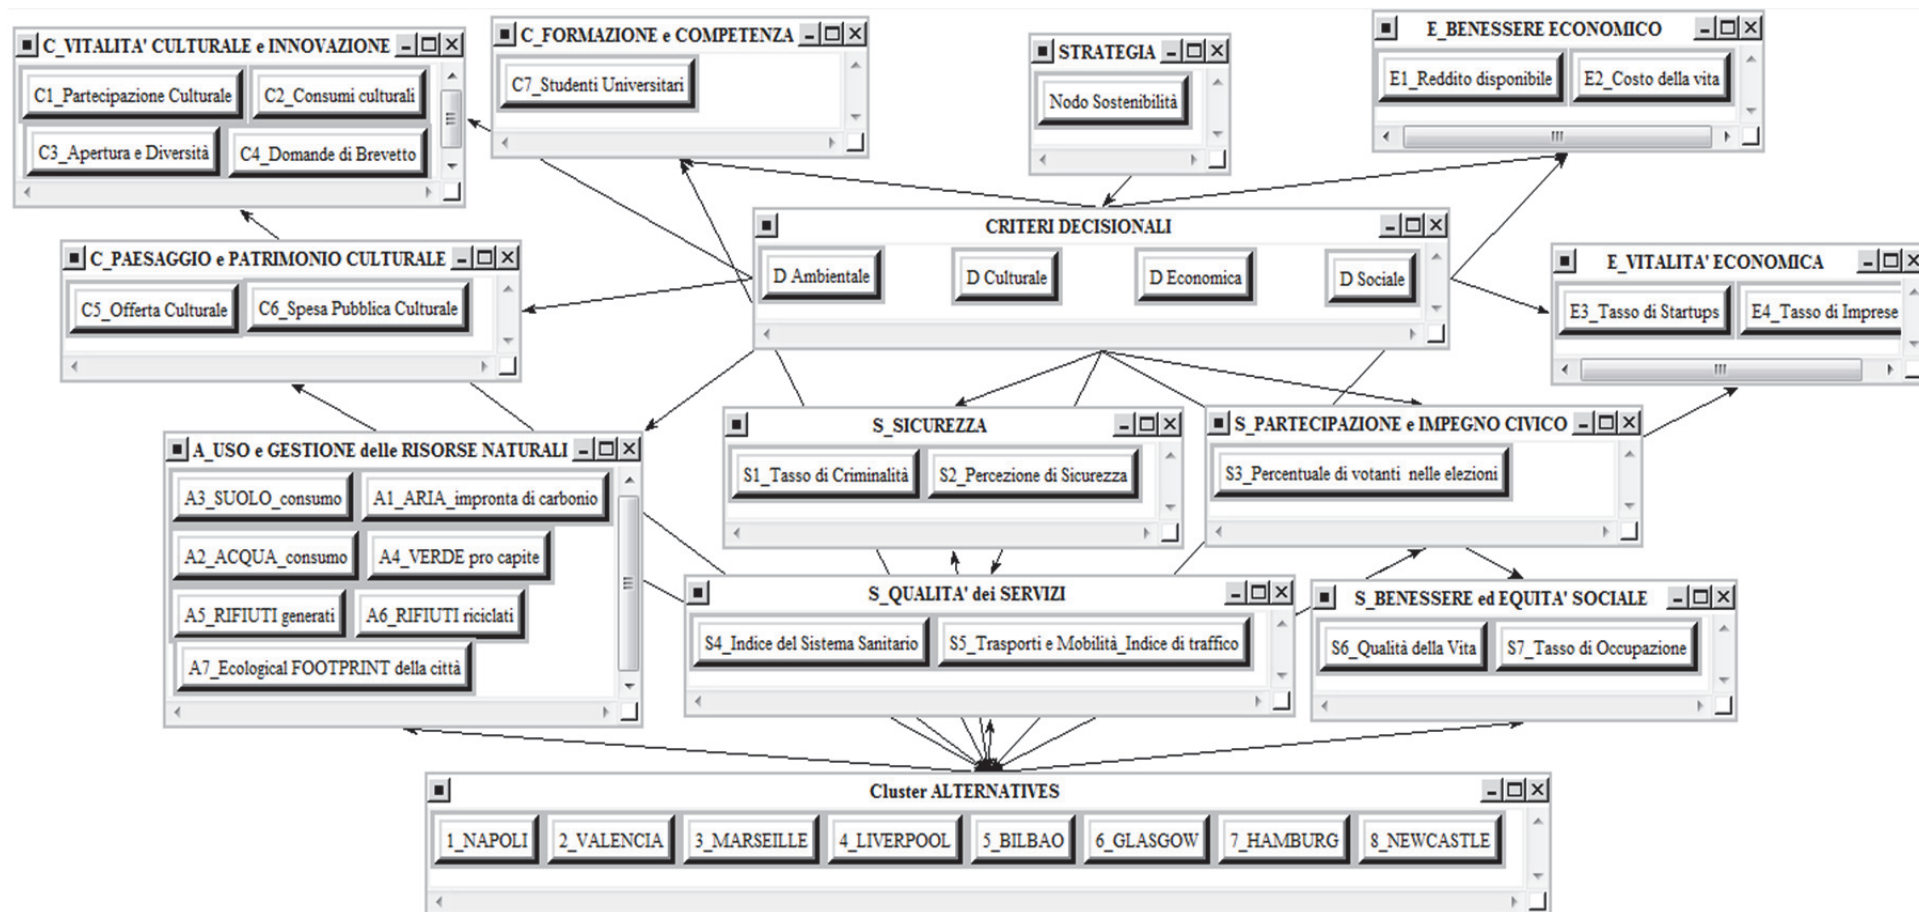 C_VITALITA' CULTURALE e INNOVAZIONE
C1_Partecipazione Culturale
C2_Consumi culturali
C3_Apertura e Diversità
C4_Domande di Brevetto
C_FORMAZIONE e COMPETENZA
C7_Studenti Universitari
STRATEGIA
Nodo Sostenibilità
E_BENESSERE ECONOMICO
E1_Reddito disponibile
E2_Costo della vita
C_PAESAGGIO e PATRIMONIO CULTURALE
C5_Offerta Culturale
C6_Spesa Pubblica Culturale
CRITERI DECISIONALI
D Ambientale
D Culturale
D Economica
D Sociale
E_VITALITA' ECONOMICA
E3_Tasso di Startups
E4_Tasso di Imprese
A_USO e GESTIONE delle RISORSE NATURALI
A3_SUOLO_consumo
A1_ARIA_impronta di carbonio
A2_ACQUA_consumo
A4_VERDE pro capite
A5_RIFIUTI generati
A6_RIFIUTI riciclati
A7_Ecological FOOTPRINT della città
S_SICUREZZA
S1_Tasso di Criminalità
S2_Percezione di Sicurezza
S_PARTECIPAZIONE e IMPEGNO CIVICO
S3_Percentuale di votanti nelle elezioni
S_QUALITA' dei SERVIZI
S4_Indice del Sistema Sanitario
S5_Trasporti e Mobilità_Indice di traffico
S_BENESSERE ed EQUITA' SOCIALE
S6_Qualità della Vita
S7_Tasso di Occupazione
Cluster ALTERNATIVES
1_NAPOLI
2_VALENCIA
3_MARSEILLE
4_LIVERPOOL
5_BILBAO
6_GLASGOW
7_HAMBURG
8_NEWCASTLE